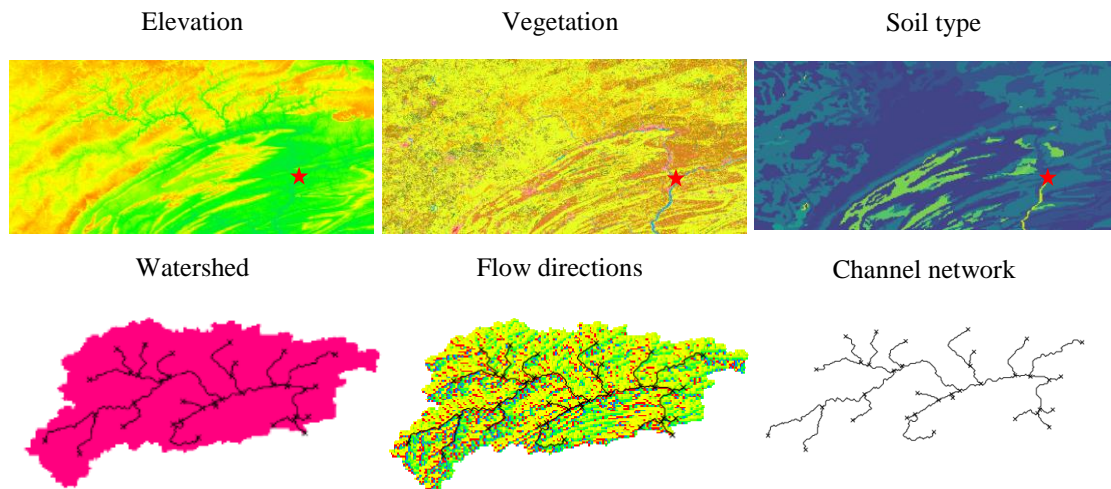 Elevation
Vegetation
Soil type
Watershed
Flow directions
Channel network